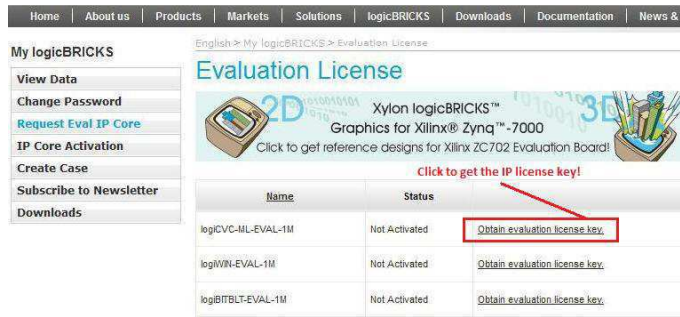 Home | About us | Products | Markets | Solutions | logicBRICKS | Downloads | Documentation | News &
My logicBRICKS
View Data
Change Password
Request Eval IP Core
IP Core Activation
Create Case
Subscribe to Newsletter
Downloads
English > My logicBRICKS > Evaluation License
Evaluation License
2D
3D
Xylon logicBRICKS™
Graphics for Xilinx® Zynq™-7000
Click to get reference designs for Xilinx ZC702 Evaluation Board!
Click to get the IP license key!
Name Status
logiCVC-ML-EVAL-1M Not Activated Obtain evaluation license key.
logiWIN-EVAL-1M Not Activated Obtain evaluation license key.
logiBITBLT-EVAL-1M Not Activated Obtain evaluation license key.